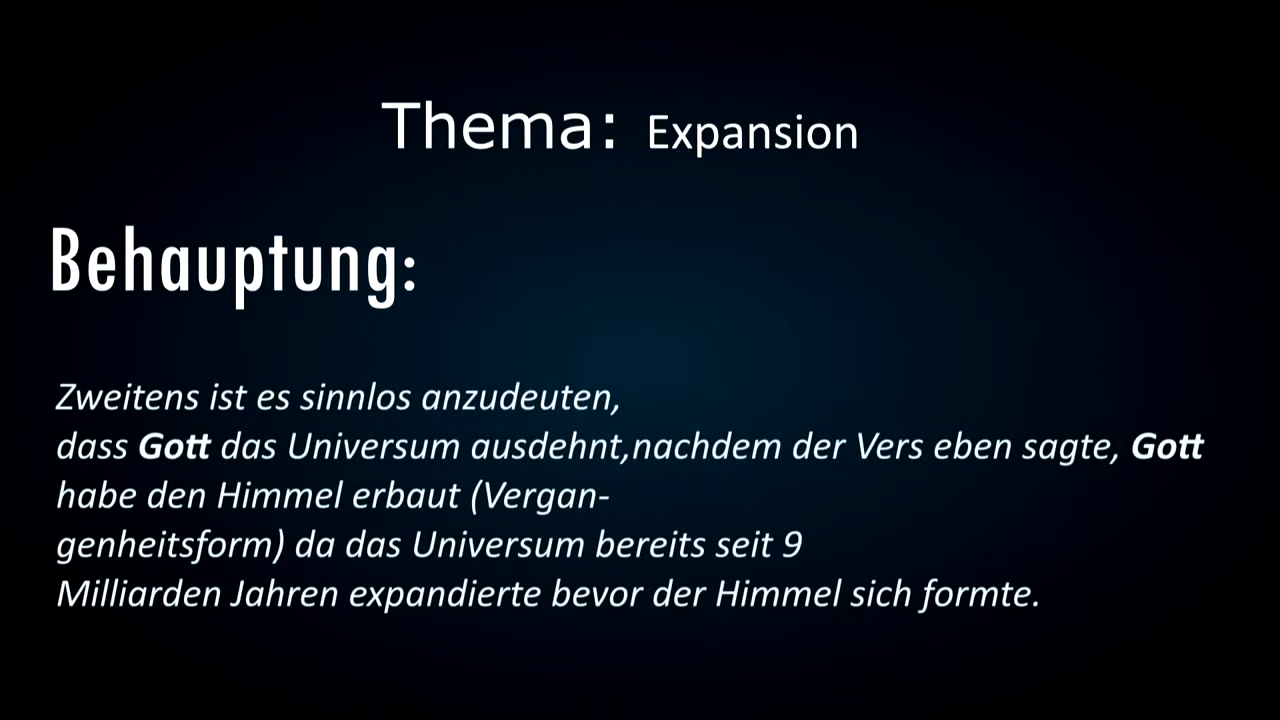 Thema: Expansion
Behauptung:
Zweitens ist es sinnlos anzudeuten,
dass Gott das Universum ausdehnt,nachdem der Vers eben sagte, Gott
habe den Himmel erbaut (Vergan-
genheitsform) da das Universum bereits seit 9
Milliarden Jahren expandierte bevor der Himmel sich formte.